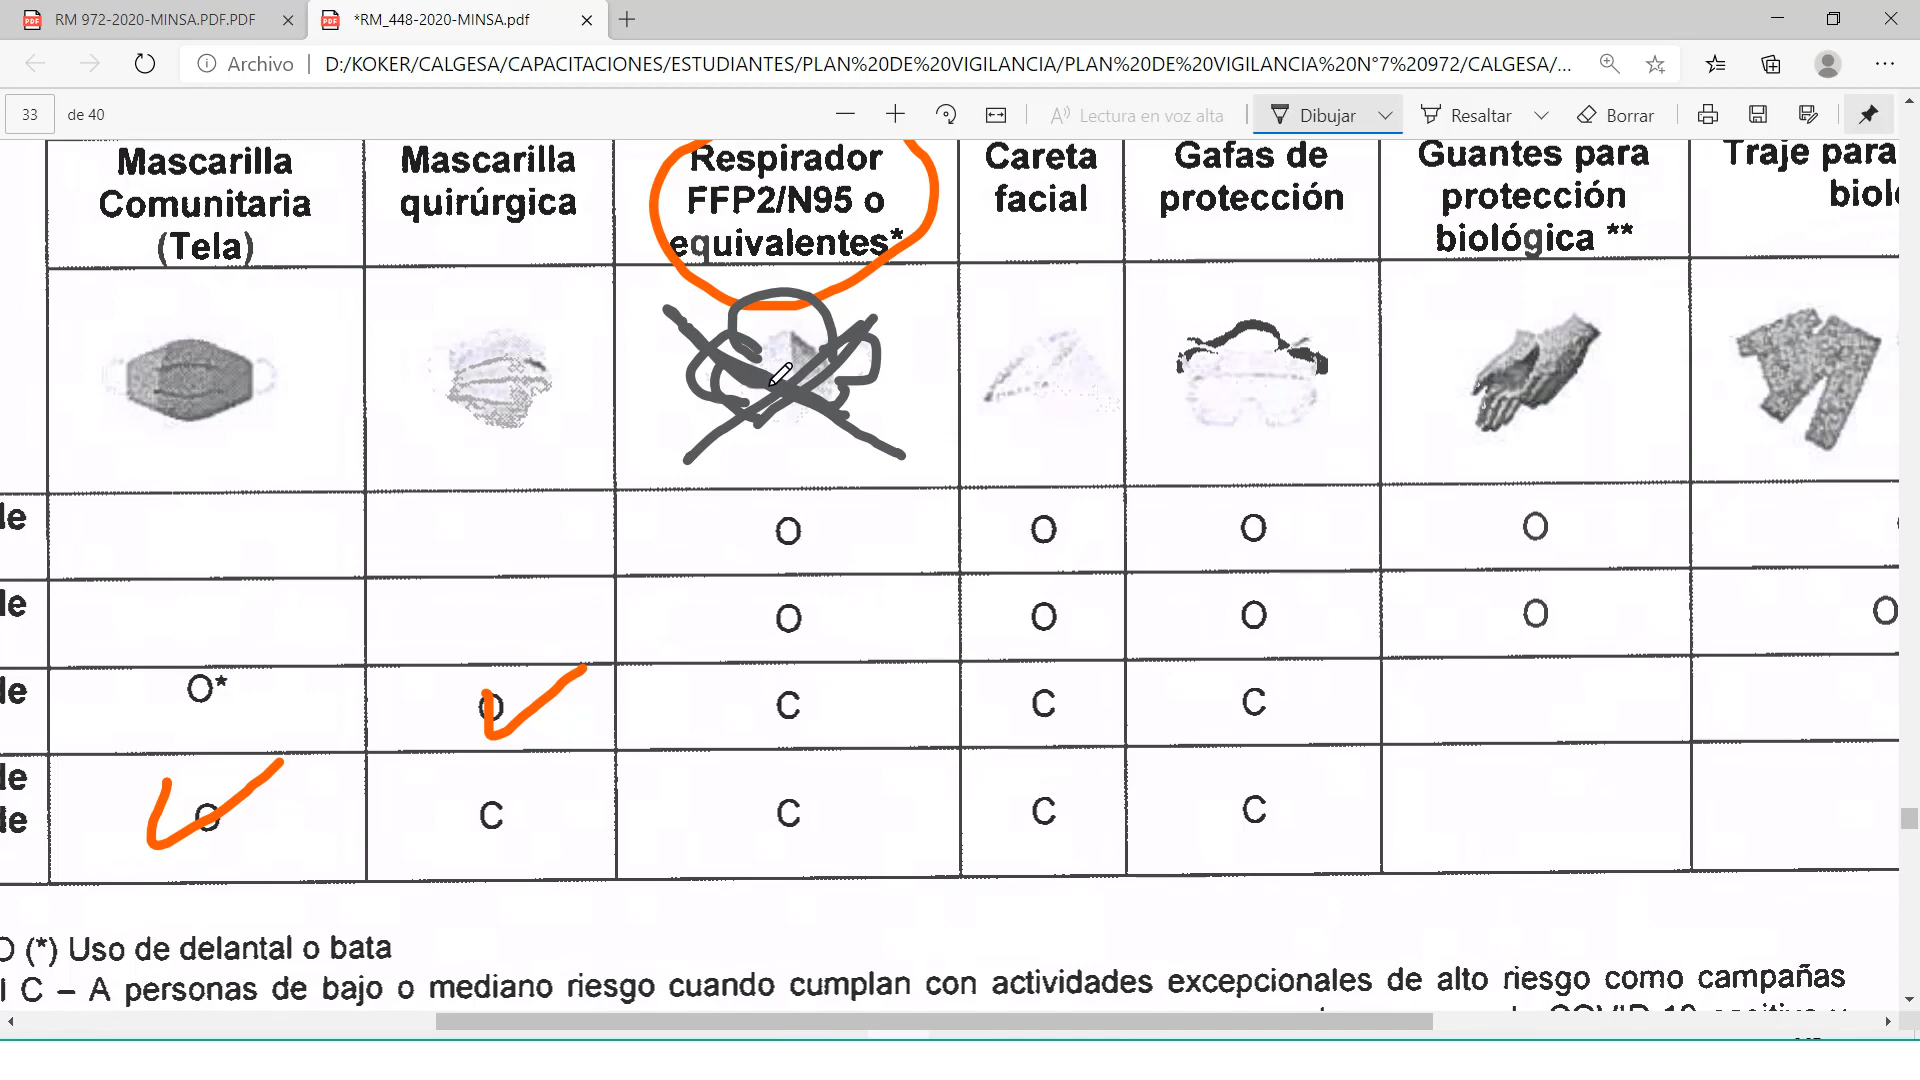 RM 972-2020-MINSA.PDF.PDF
*RM_448-2020-MINSA.pdf
Archivo
D:/KOKER/CALGESA/CAPACITACIONES/ESTUDIANTES/PLAN%20DE%20VIGILANCIA/PLAN%20DE%20VIGILANCIA%20N°7%20972/CALGESA/...
33 de 40
Lectura en voz alta
Dibujar
Resaltar
Borrar
Mascarilla
Comunitaria
(Tela)
Mascarilla
quirúrgica
Respirador
FFP2/N95 o
equivalentes*
Careta
facial
Gafas de
protección
Guantes para
protección
biológica **
Traje para
O O O O
O O O O O
O* O C C C
O C C C C
(*) Uso de delantal o bata
C – A personas de bajo o mediano riesgo cuando cumplan con actividades excepcionales de alto riesgo como campañas